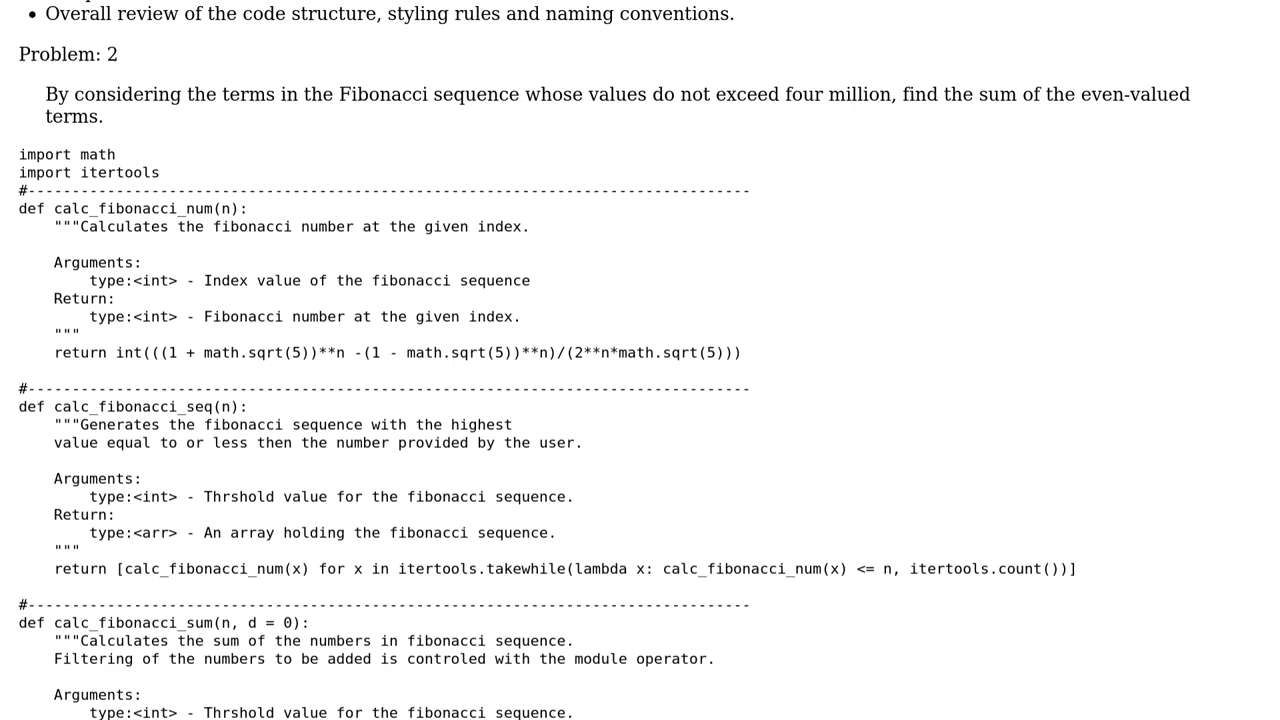 • Overall review of the code structure, styling rules and naming conventions.
Problem: 2
By considering the terms in the Fibonacci sequence whose values do not exceed four million, find the sum of the even-valued
terms.
import math
import itertools
#----------------------------------------------------------------------------------
def calc_fibonacci_num(n):
    """Calculates the fibonacci number at the given index.
    Arguments:
        type:<int> - Index value of the fibonacci sequence
    Return:
        type:<int> - Fibonacci number at the given index.
    """
    return int(((1 + math.sqrt(5))**n -(1 - math.sqrt(5))**n)/(2**n*math.sqrt(5)))
#----------------------------------------------------------------------------------
def calc_fibonacci_seq(n):
    """Generates the fibonacci sequence with the highest
    value equal to or less then the number provided by the user.
    Arguments:
        type:<int> - Thrshold value for the fibonacci sequence.
    Return:
        type:<arr> - An array holding the fibonacci sequence.
    """
    return [calc_fibonacci_num(x) for x in itertools.takewhile(lambda x: calc_fibonacci_num(x) <= n, itertools.count())]
#----------------------------------------------------------------------------------
def calc_fibonacci_sum(n, d = 0):
    """Calculates the sum of the numbers in fibonacci sequence.
    Filtering of the numbers to be added is controled with the module operator.
    Arguments:
        type:<int> - Thrshold value for the fibonacci sequence.